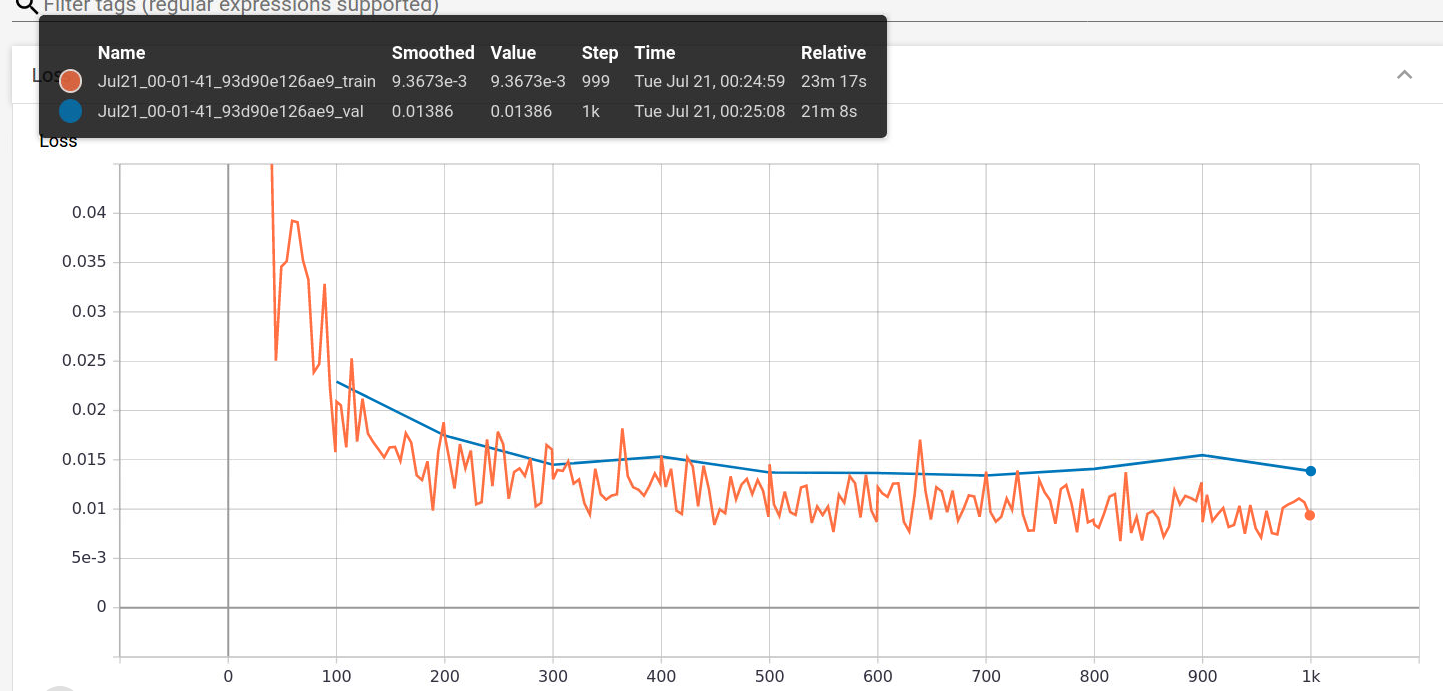 Filter tags (regular expressions supported)
Name Smoothed Value Step Time Relative
Jul21_00-01-41_93d90e126ae9_train 9.3673e-3 9.3673e-3 999 Tue Jul 21, 00:24:59 23m 17s
Jul21_00-01-41_93d90e126ae9_val 0.01386 0.01386 1k Tue Jul 21, 00:25:08 21m 8s
Loss
0.04
0.035
0.03
0.025
0.02
0.015
0.01
5e-3
0
0 100 200 300 400 500 600 700 800 900 1k